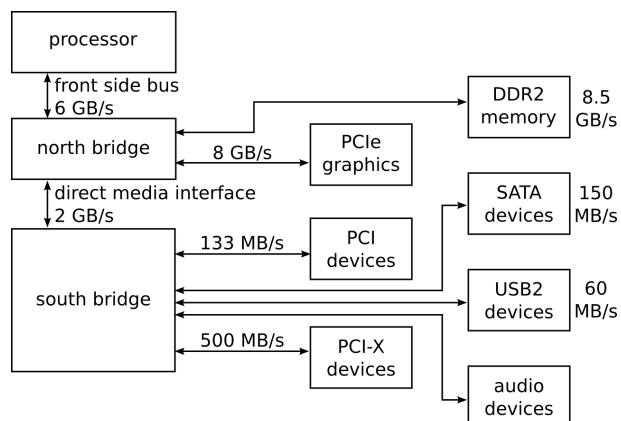 processor
front side bus
6 GB/s
north bridge
8 GB/s
DDR2
memory
8.5
GB/s
PCIe
graphics
direct media interface
2 GB/s
SATA
devices
150
MB/s
133 MB/s
PCI
devices
south bridge
USB2
devices
60
MB/s
500 MB/s
PCI-X
devices
audio
devices